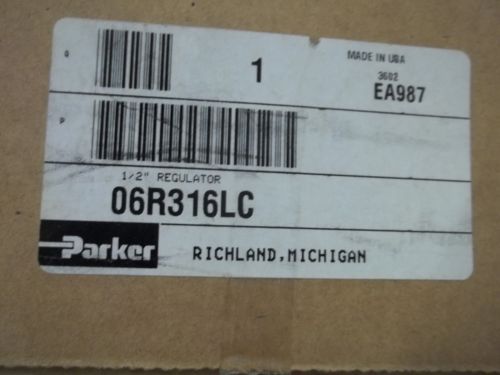 Q
1
MADE IN USA
3602
EA987
P
1/2" REGULATOR
06R316LC
Parker
RICHLAND,MICHIGAN